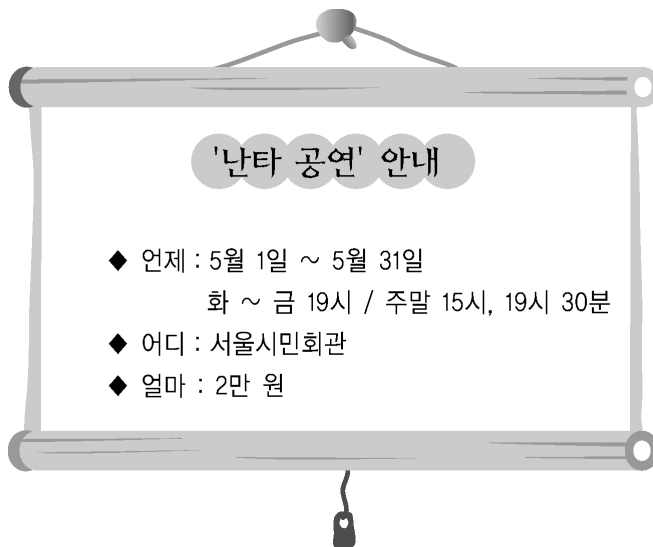 '난타 공연' 안내
◆ 언제 : 5월 1일 ~ 5월 31일
화 ~ 금 19시 / 주말 15시, 19시 30분
◆ 어디 : 서울시민회관
◆ 얼마 : 2만 원